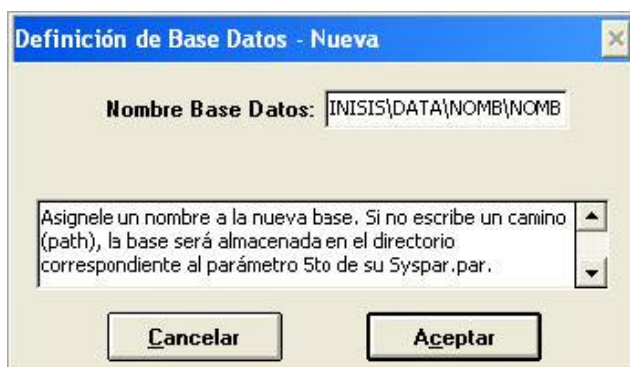 Definición de Base Datos - Nueva
Nombre Base Datos: INISIS\DATA\NOMB\NOMB
Asignele un nombre a la nueva base. Si no escribe un camino
(path), la base será almacenada en el directorio
correspondiente al parámetro 5to de su Syspar.par.
Cancelar Aceptar